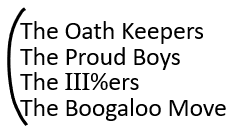 The Oath Keepers
The Proud Boys
The III%ers
The Boogaloo Move